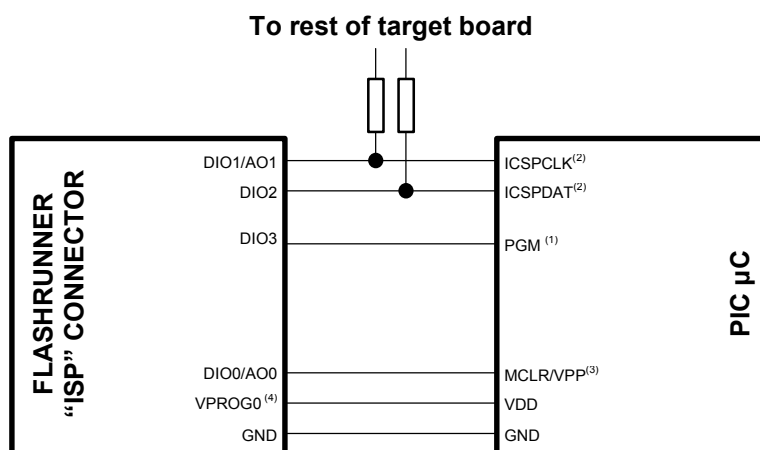 To rest of target board
FLASHRUNNER
“ISP” CONNECTOR
DIO1/AO1
DIO2
DIO3
DIO0/AO0
VPROG0 (4)
GND
ICSPCLK(2)
ICSPDAT(2)
PGM (1)
MCLR/VPP(3)
VDD
GND
PIC µC